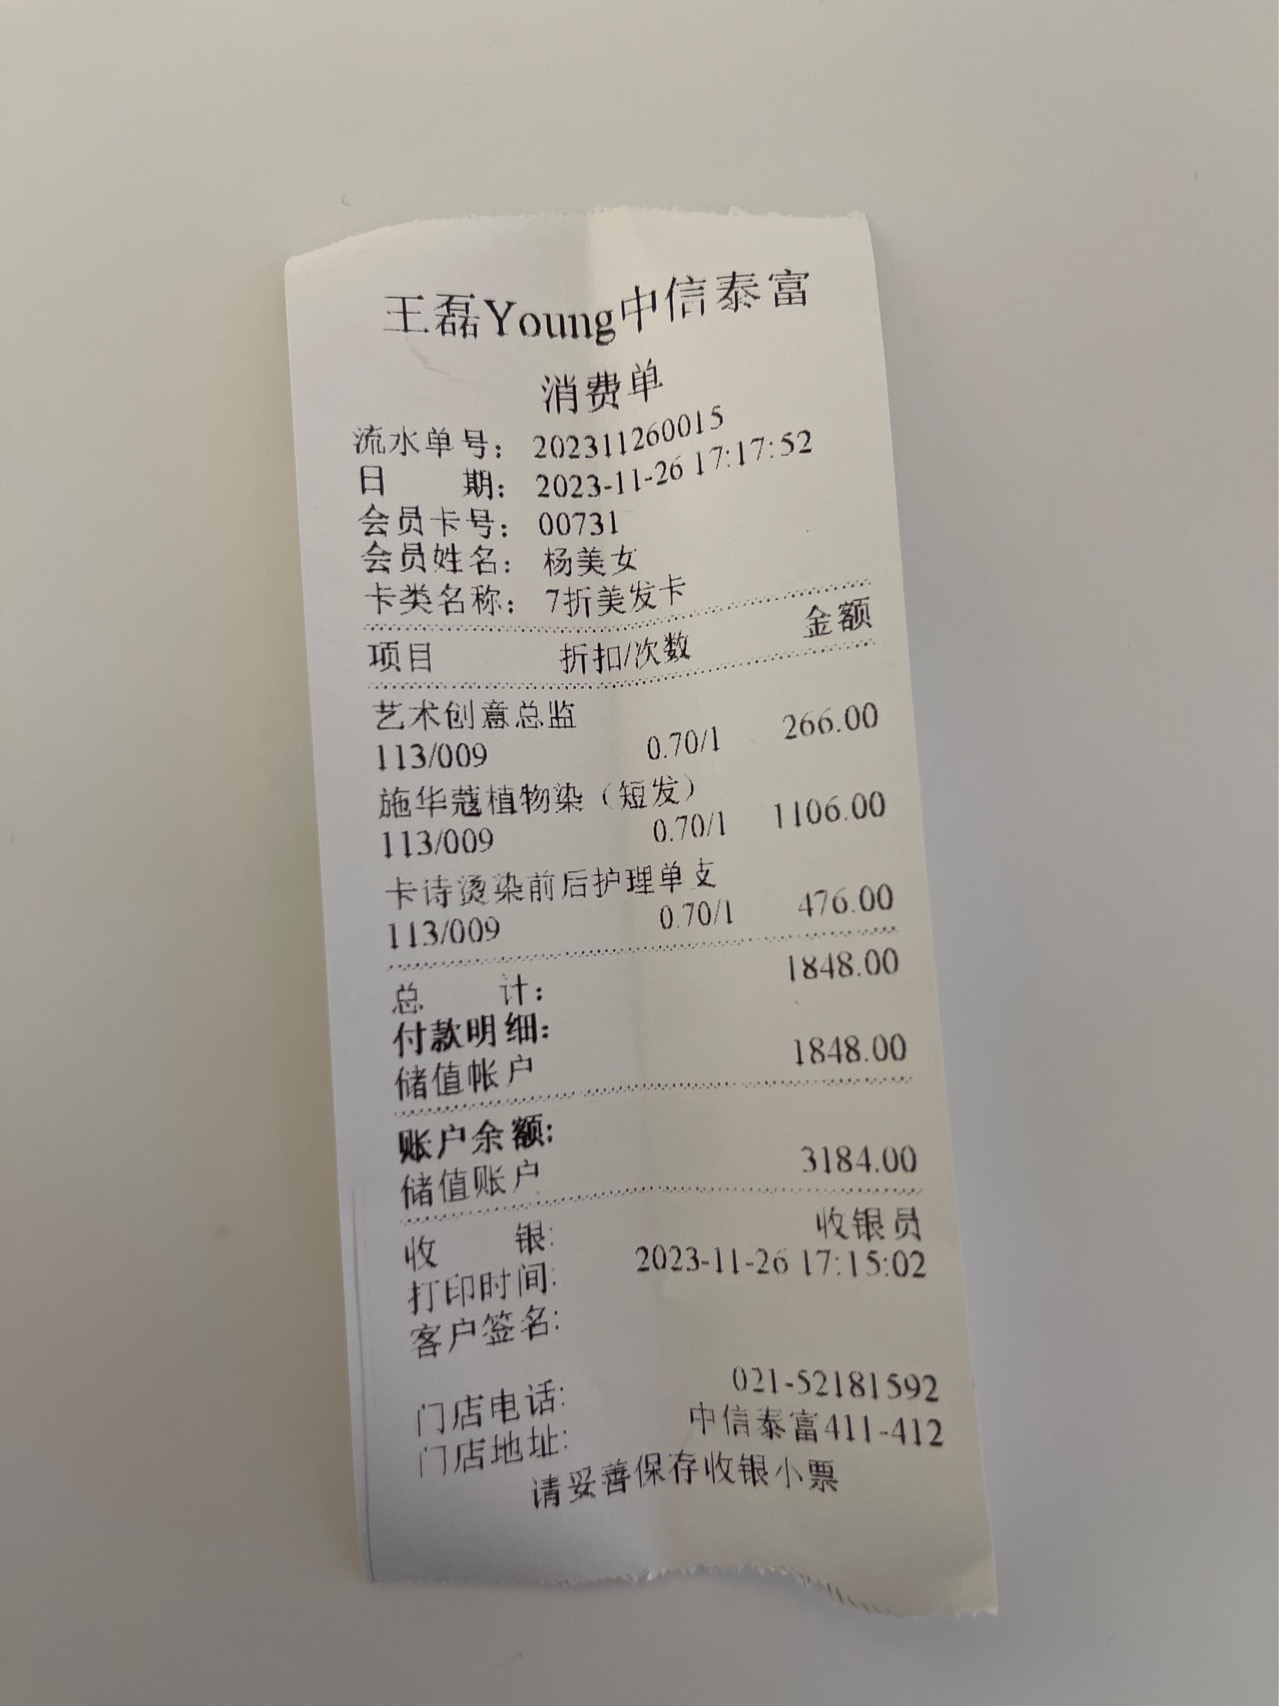 王磊Young中信泰富
消费单
流水单号: 202311260015
日 期: 2023-11-26 17:17:52
会员卡号: 00731
会员姓名: 杨美女
卡类名称: 7折美发卡
项目 折扣/次数 金额
艺术创意总监
113/009 0.70/1 266.00
施华蔻植物染（短发）
113/009 0.70/1 1106.00
卡诗烫染前后护理单支
113/009 0.70/1 476.00
总 计: 1848.00
付款明细:
储值帐户 1848.00
账户余额:
储值账户 3184.00
收 银: 收银员
打印时间: 2023-11-26 17:15:02
客户签名:
门店电话: 021-52181592
门店地址: 中信泰富411-412
请妥善保存收银小票